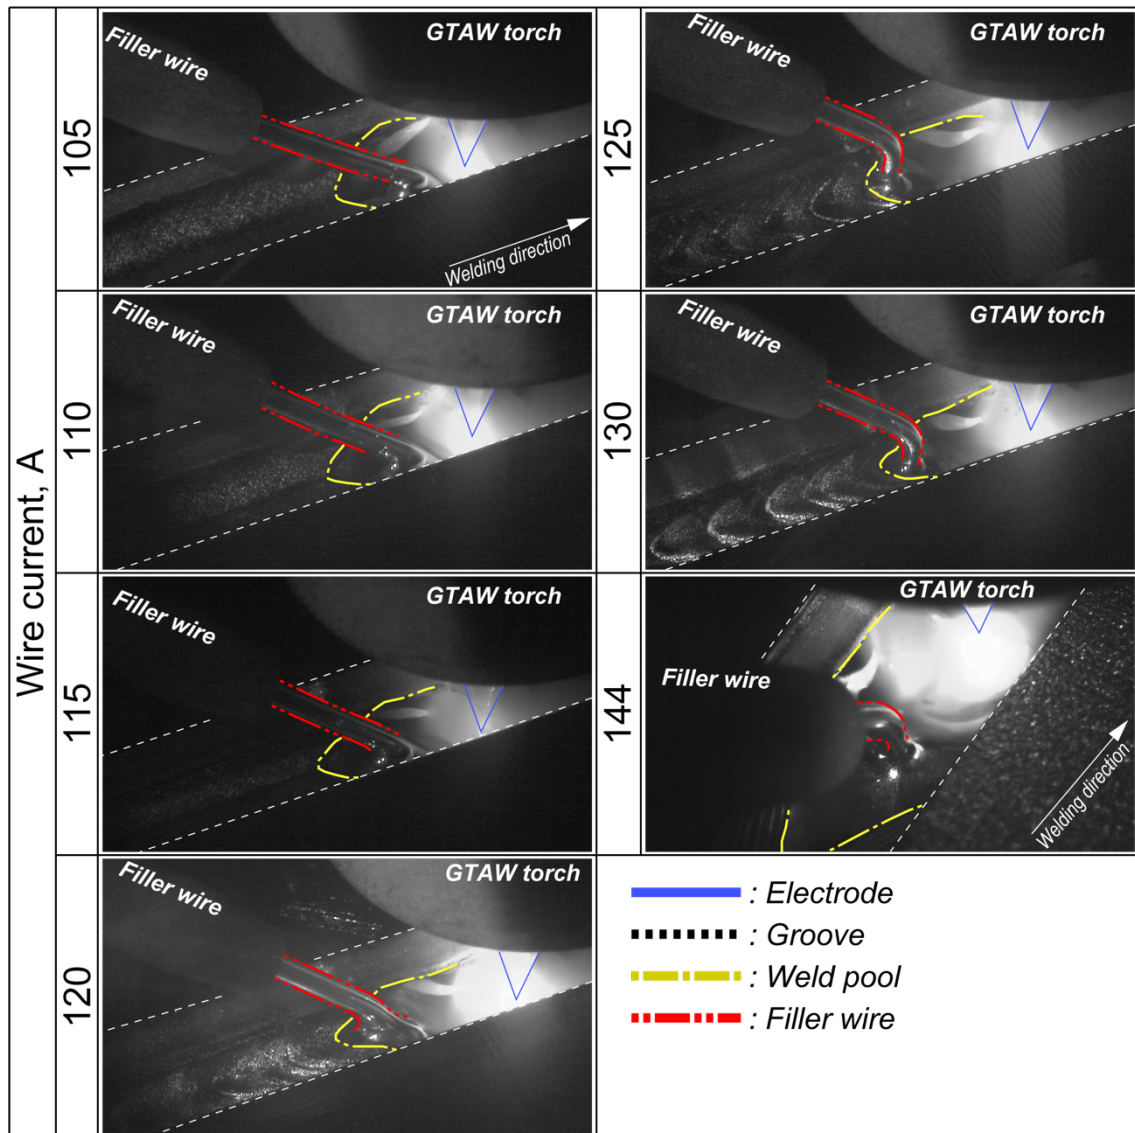 Wire current, A
105
Filler wire
GTAW torch
Welding direction
125
Filler wire
GTAW torch
110
Filler wire
GTAW torch
130
Filler wire
GTAW torch
115
Filler wire
GTAW torch
144
GTAW torch
Filler wire
Welding direction
120
Filler wire
GTAW torch
: Electrode
: Groove
: Weld pool
: Filler wire